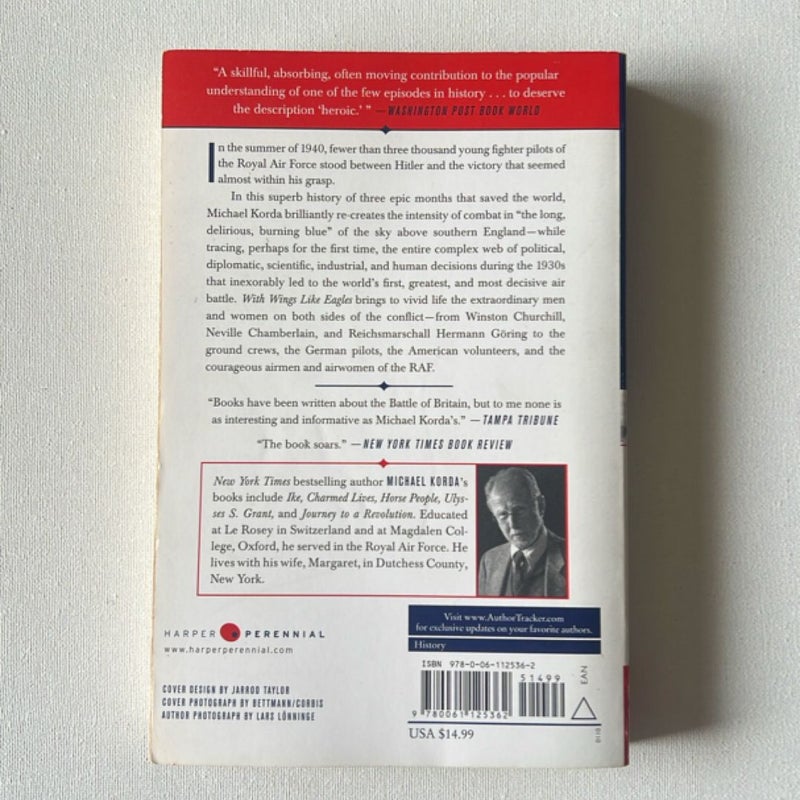 “A skillful, absorbing, often moving contribution to the popular
understanding of one of the few episodes in history . . . to deserve
the description ‘heroic.’ ” —WASHINGTON POST BOOK WORLD
In the summer of 1940, fewer than three thousand young fighter pilots of
the Royal Air Force stood between Hitler and the victory that seemed
almost within his grasp.
In this superb history of three epic months that saved the world,
Michael Korda brilliantly re-creates the intensity of combat in “the long,
delirious, burning blue” of the sky above southern England—while
tracing, perhaps for the first time, the entire complex web of political,
diplomatic, scientific, industrial, and human decisions during the 1930s
that inexorably led to the world’s first, greatest, and most decisive air
battle. With Wings Like Eagles brings to vivid life the extraordinary men
and women on both sides of the conflict—from Winston Churchill,
Neville Chamberlain, and Reichsmarschall Hermann Göring to the
ground crews, the German pilots, the American volunteers, and the
courageous airmen and airwomen of the RAF.
“Books have been written about the Battle of Britain, but to me none is
as interesting and informative as Michael Korda’s.” —TAMPA TRIBUNE
“The book soars.” —NEW YORK TIMES BOOK REVIEW
New York Times bestselling author MICHAEL KORDA’s
books include Ike, Charmed Lives, Horse People, Ulys-
ses S. Grant, and Journey to a Revolution. Educated
at Le Rosey in Switzerland and at Magdalen Col-
lege, Oxford, he served in the Royal Air Force. He
lives with his wife, Margaret, in Dutchess County,
New York.
HARPER PERENNIAL
www.harperperennial.com
COVER DESIGN BY JARROD TAYLOR
COVER PHOTOGRAPH BY BETTMANN/CORBIS
AUTHOR PHOTOGRAPH BY LARS LÖNNINGE
Visit www.AuthorTracker.com
for exclusive updates on your favorite authors.
History
ISBN 978-0-06-112536-2
51499
EAN
9 780061 125362
USA $14.99
0110